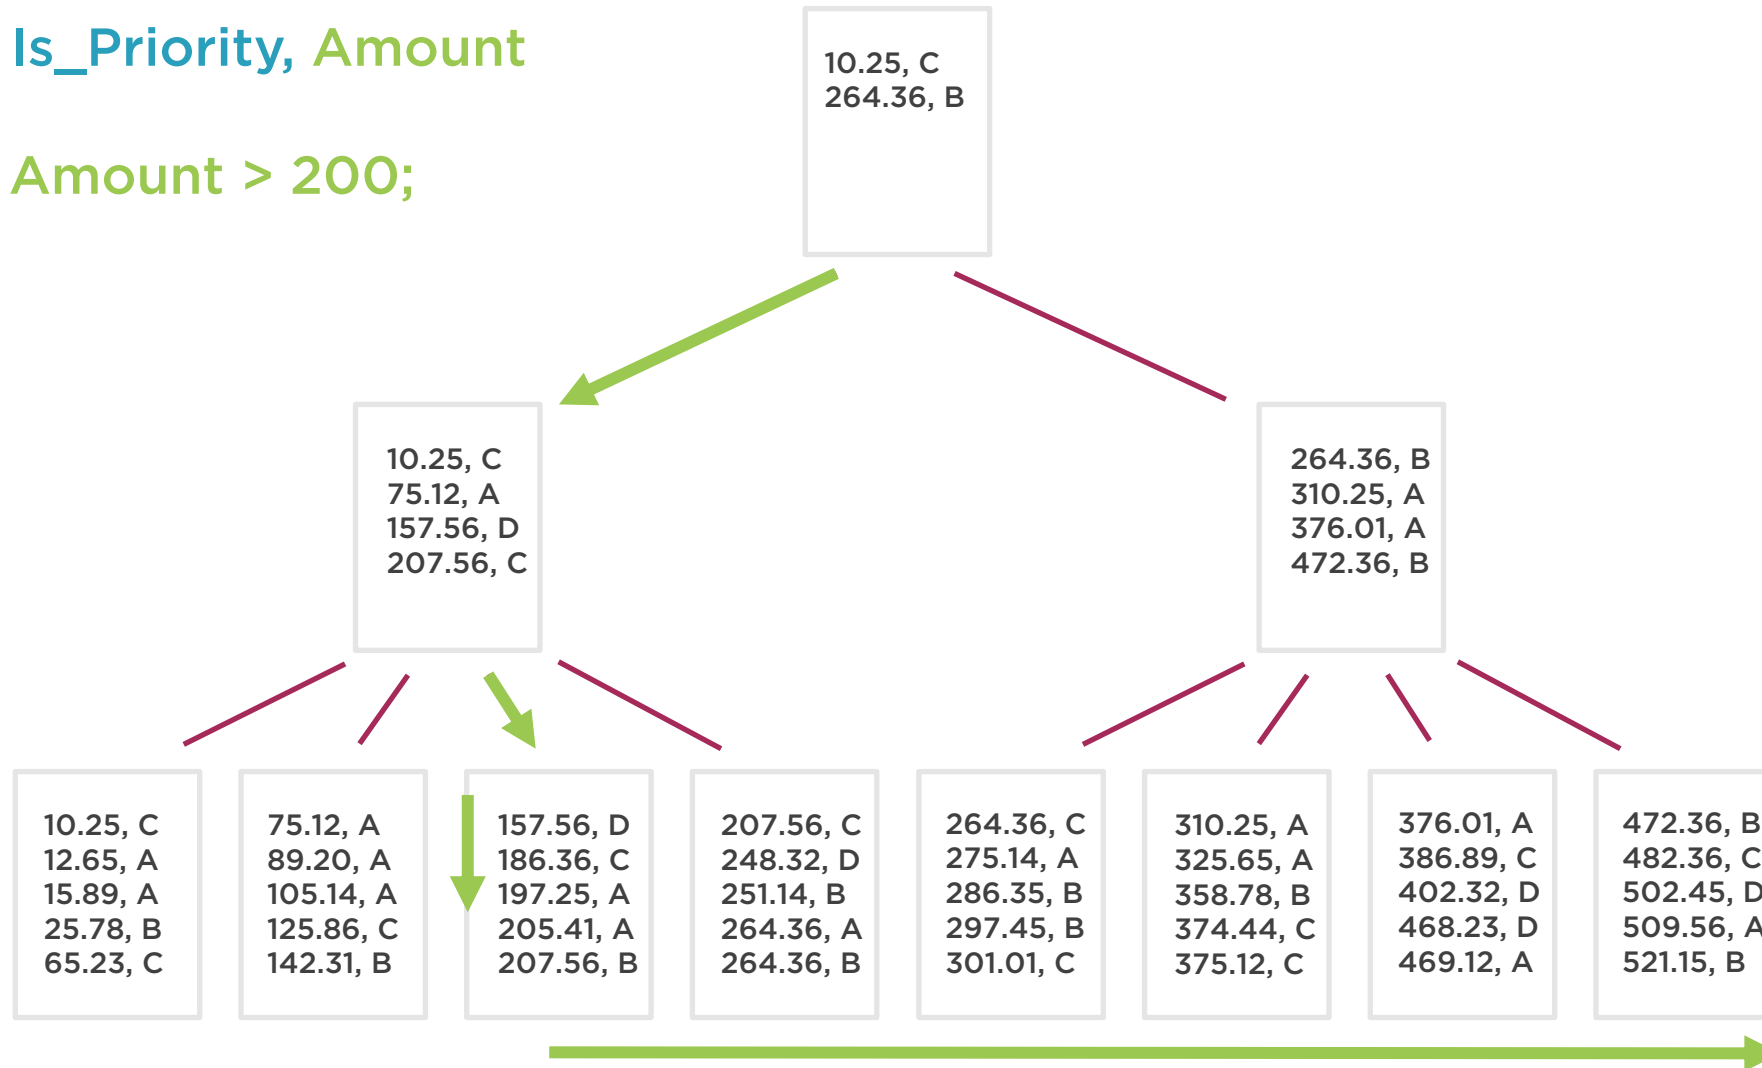 Is_Priority, Amount
Amount > 200;
10.25, C
264.36, B
10.25, C
75.12, A
157.56, D
207.56, C
264.36, B
310.25, A
376.01, A
472.36, B
10.25, C
12.65, A
15.89, A
25.78, B
65.23, C
75.12, A
89.20, A
105.14, A
125.86, C
142.31, B
157.56, D
186.36, C
197.25, A
205.41, A
207.56, B
207.56, C
248.32, D
251.14, B
264.36, A
264.36, B
264.36, C
275.14, A
286.35, B
297.45, B
301.01, C
310.25, A
325.65, A
358.78, B
374.44, C
375.12, C
376.01, A
386.89, C
402.32, D
468.23, D
469.12, A
472.36, B
482.36, C
502.45, D
509.56, A
521.15, B